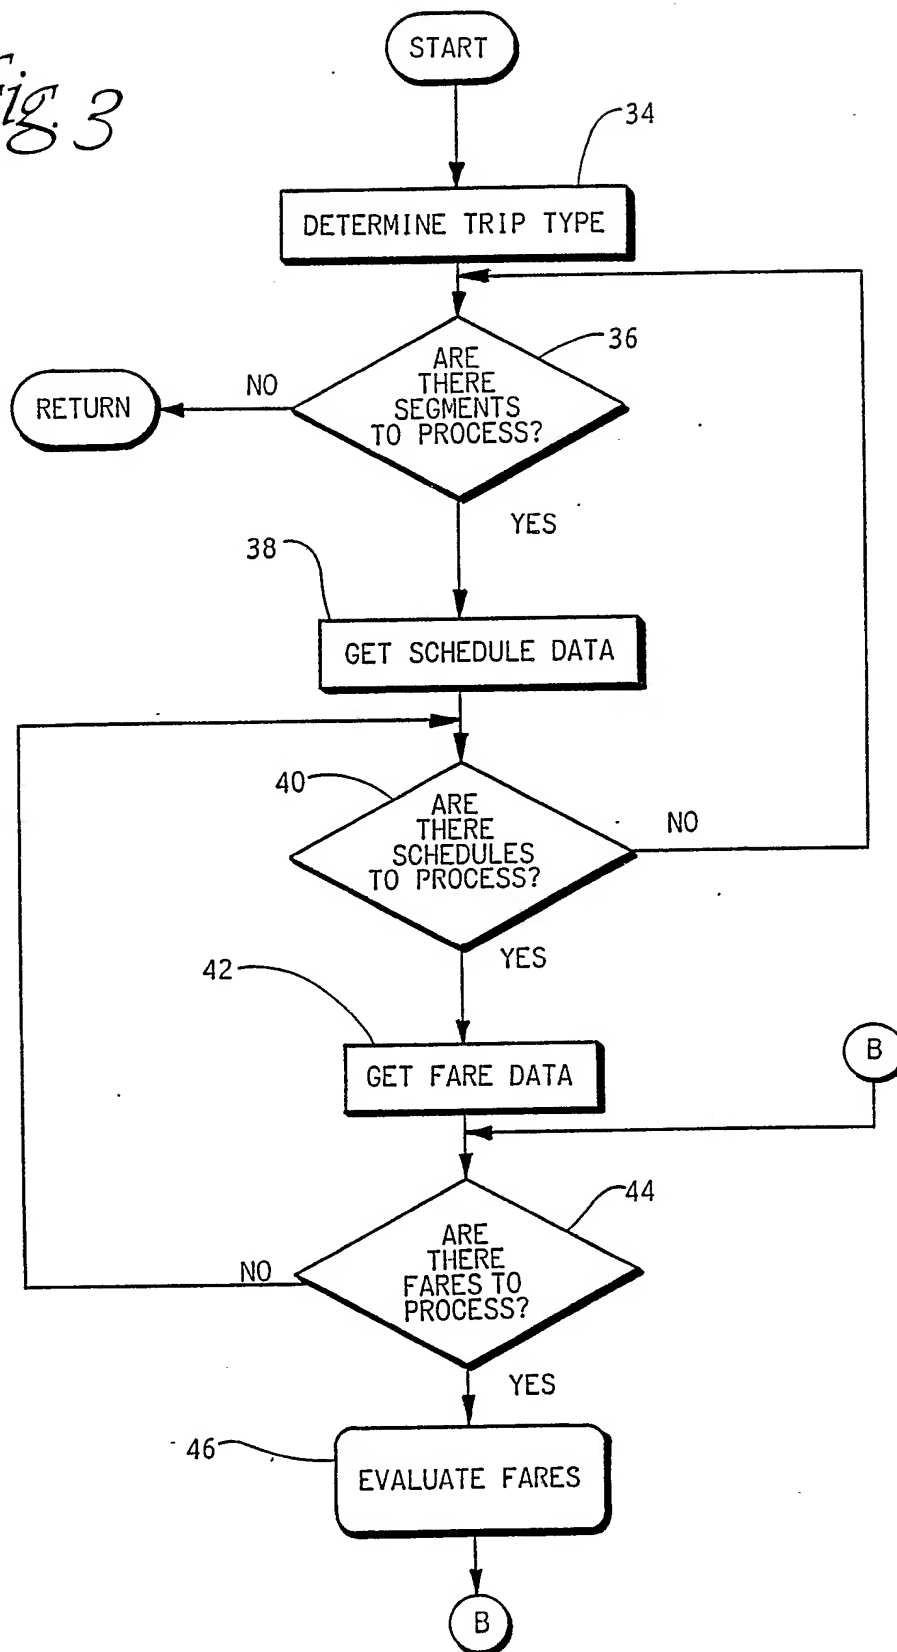 Fig. 3
START
34
DETERMINE TRIP TYPE
36
ARE
THERE
SEGMENTS
TO PROCESS?
NO
RETURN
YES
38
GET SCHEDULE DATA
40
ARE
THERE
SCHEDULES
TO PROCESS?
NO
YES
42
GET FARE DATA
B
44
ARE
THERE
FARES TO
PROCESS?
NO
YES
46
EVALUATE FARES
B